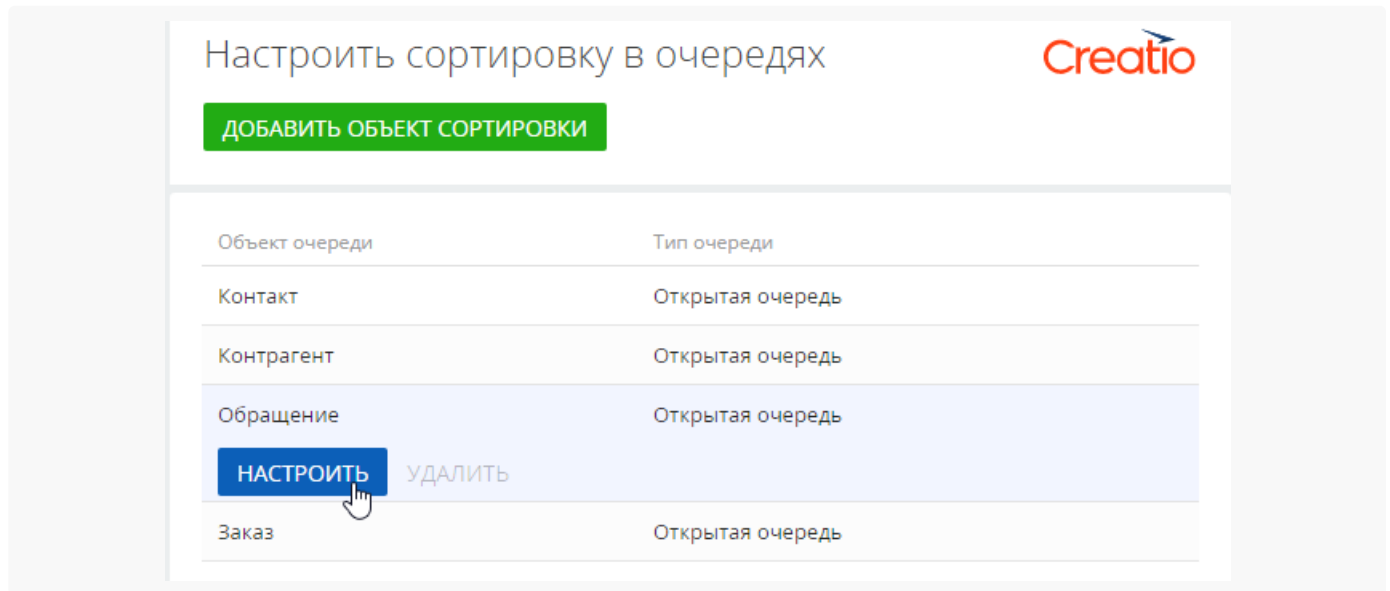 Настроить сортировку в очередях
Creatio
ДОБАВИТЬ ОБЪЕКТ СОРТИРОВКИ
Объект очереди Тип очереди
Контакт Открытая очередь
Контрагент Открытая очередь
Обращение Открытая очередь
НАСТРОИТЬ УДАЛИТЬ
Заказ Открытая очередь